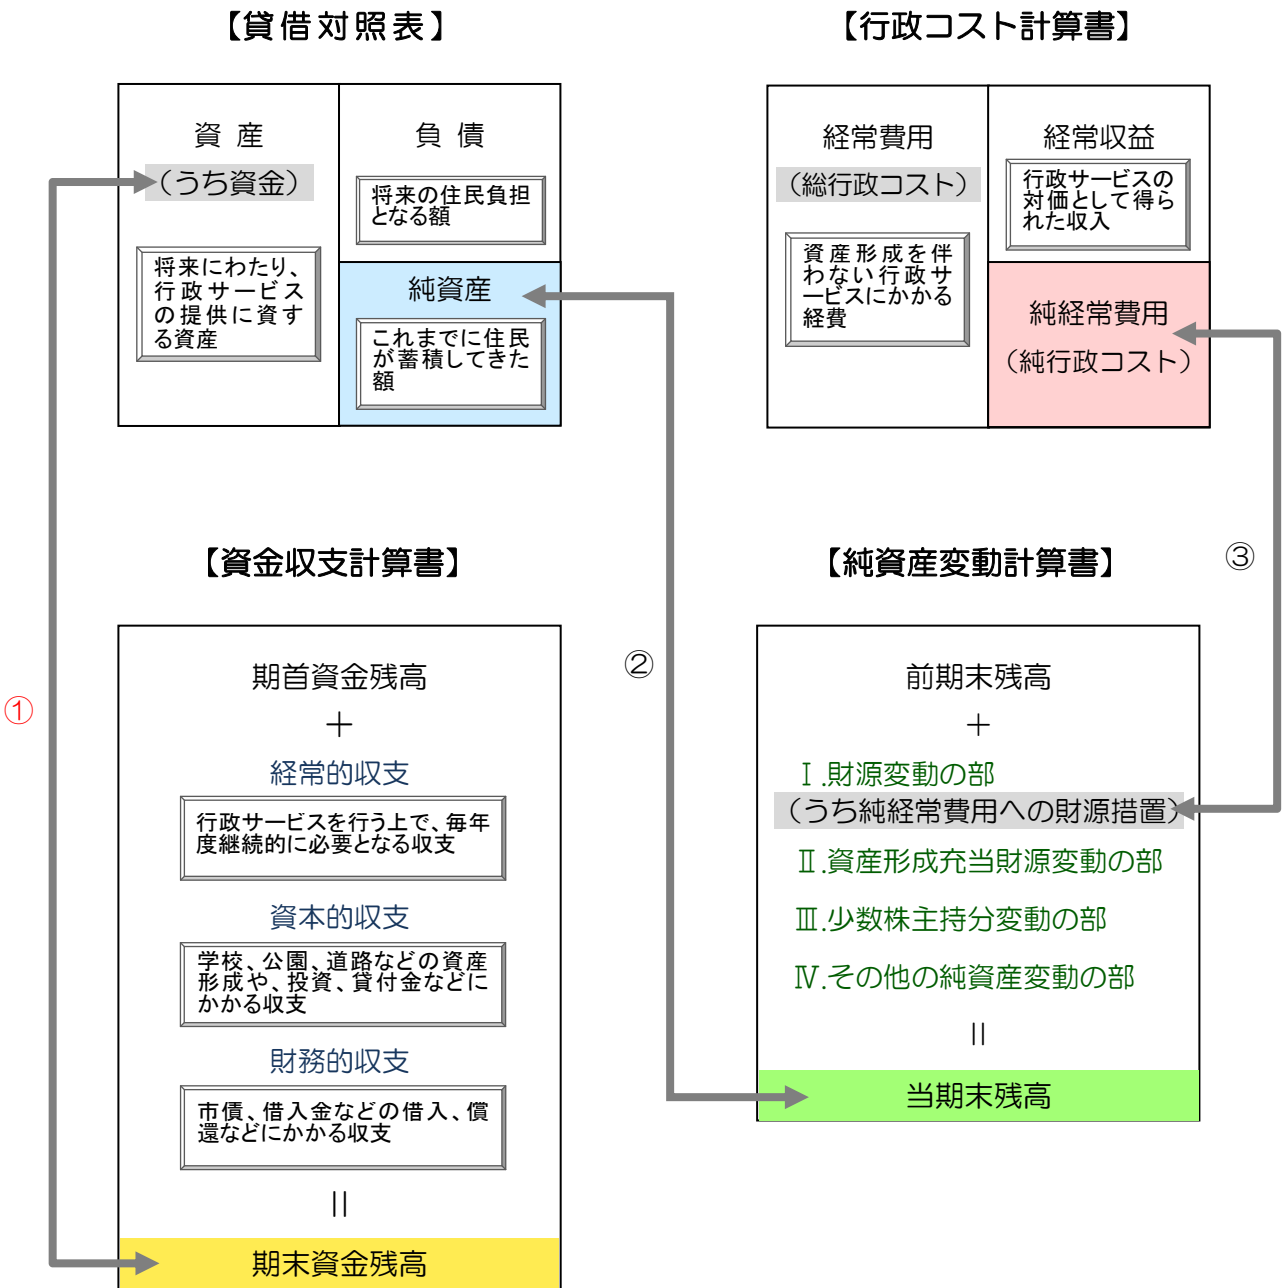 【貸借対照表】
資産
（うち資金）
将来にわたり、
行政サービス
の提供に資す
る資産
負債
将来の住民負担
となる額
純資産
これまでに住民
が蓄積してきた
額
【行政コスト計算書】
経常費用
（総行政コスト）
資産形成を伴
わない行政サ
ービスにかかる
経費
経常収益
行政サービスの
対価として得ら
れた収入
純経常費用
（純行政コスト）
①
②
③
【資金収支計算書】
期首資金残高
＋
経常的収支
行政サービスを行う上で、毎年
度継続的に必要となる収支
資本的収支
学校、公園、道路などの資産
形成や、投資、貸付金などに
かかる収支
財務的収支
市債、借入金などの借入、償
還などにかかる収支
＝
期末資金残高
【純資産変動計算書】
前期末残高
＋
Ⅰ.財源変動の部
（うち純経常費用への財源措置）
Ⅱ.資産形成充当財源変動の部
Ⅲ.少数株主持分変動の部
Ⅳ.その他の純資産変動の部
＝
当期末残高